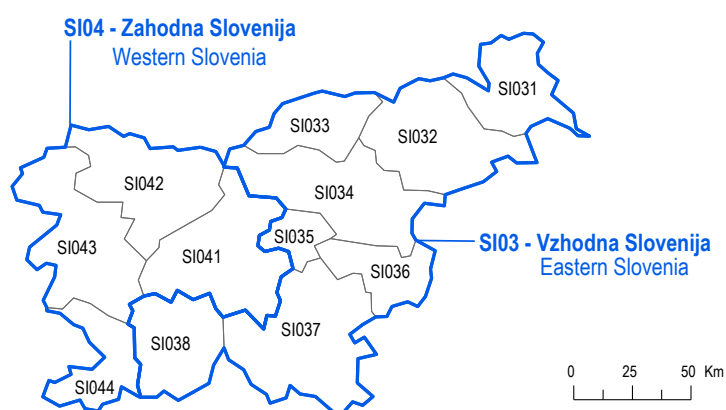 SI04 - Zahodna Slovenija
Western Slovenia
SI031
SI033
SI032
SI042
SI034
SI043
SI041
SI035
SI03 - Vzhodna Slovenija
Eastern Slovenia
SI036
SI037
SI038
SI044
0 25 50 Km